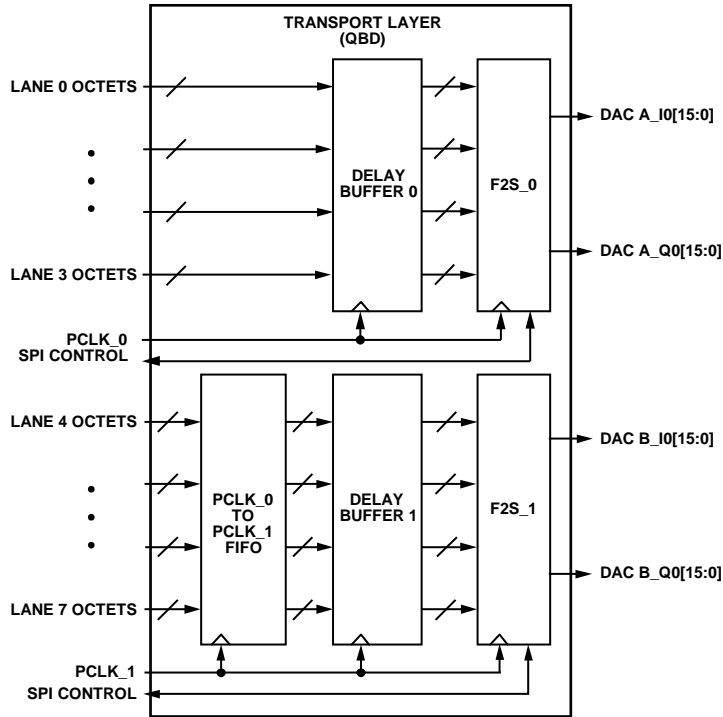 TRANSPORT LAYER
(QBD)
LANE 0 OCTETS
LANE 3 OCTETS
DELAY
BUFFER 0
F2S_0
DAC A_I0[15:0]
DAC A_Q0[15:0]
PCLK_0
SPI CONTROL
LANE 4 OCTETS
LANE 7 OCTETS
PCLK_0
TO
PCLK_1
FIFO
DELAY
BUFFER 1
F2S_1
DAC B_I0[15:0]
DAC B_Q0[15:0]
PCLK_1
SPI CONTROL